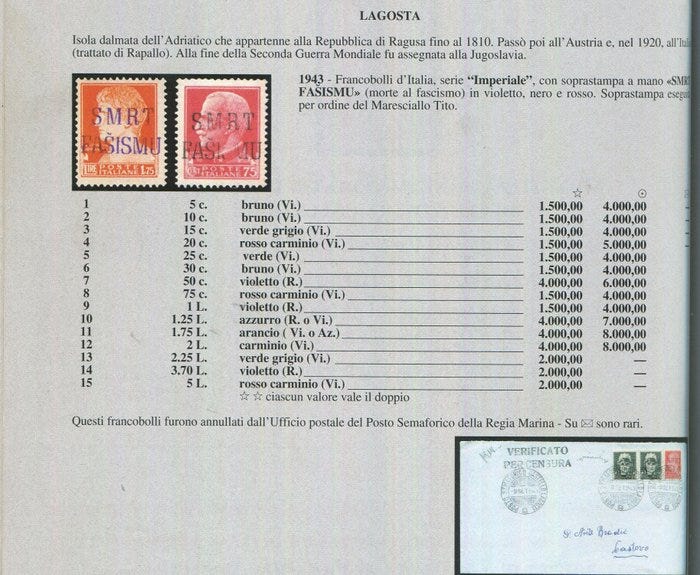 LAGOSTA
Isola dalmata dell'Adriatico che appartenne alla Repubblica di Ragusa fino al 1810. Passò poi all'Austria e, nel 1920, all'Italia
(trattato di Rapallo). Alla fine della Seconda Guerra Mondiale fu assegnata alla Jugoslavia.
1943 - Francobolli d'Italia, serie "Imperiale", con soprastampa a mano «SMRT
FAŠISMU» (morte al fascismo) in violetto, nero e rosso. Soprastampa
per ordine del Maresciallo Tito.
SMRT
FAŠISMU
LIRE POSTE ITALIANE 1,75
SMRT
POSTE ITALIANE 75
1 5 c. bruno (Vi.) 1.500,00 4.000,00
2 10 c. bruno (Vi.) 1.500,00 4.000,00
3 15 c. verde grigio (Vi.) 1.500,00 4.000,00
4 20 c. rosso carminio (Vi.) 1.500,00 5.000,00
5 25 c. verde (Vi.) 1.500,00 4.000,00
6 30 c. bruno (Vi.) 1.500,00 4.000,00
7 50 c. violetto (R.) 4.000,00 6.000,00
8 75 c. rosso carminio (Vi.) 1.500,00 4.000,00
9 1 L. violetto (R.) 1.500,00 4.000,00
10 1.25 L. azzurro (R. o Vi.) 4.000,00 7.000,00
11 1.75 L. arancio ( Vi. o Az.) 4.000,00 8.000,00
12 2 L. carminio (Vi.) 4.000,00 8.000,00
13 2.25 L. verde grigio (Vi.) 2.000,00 —
14 3.70 L. violetto (R.) 2.000,00 —
15 5 L. rosso carminio (Vi.) 2.000,00 —
☆ ☆ ciascun valore vale il doppio
Questi francobolli furono annullati dall'Ufficio postale del Posto Semaforico della Regia Marina - Su ✉ sono rari.
VERIFICATO
PER CENSURA
Lastovo